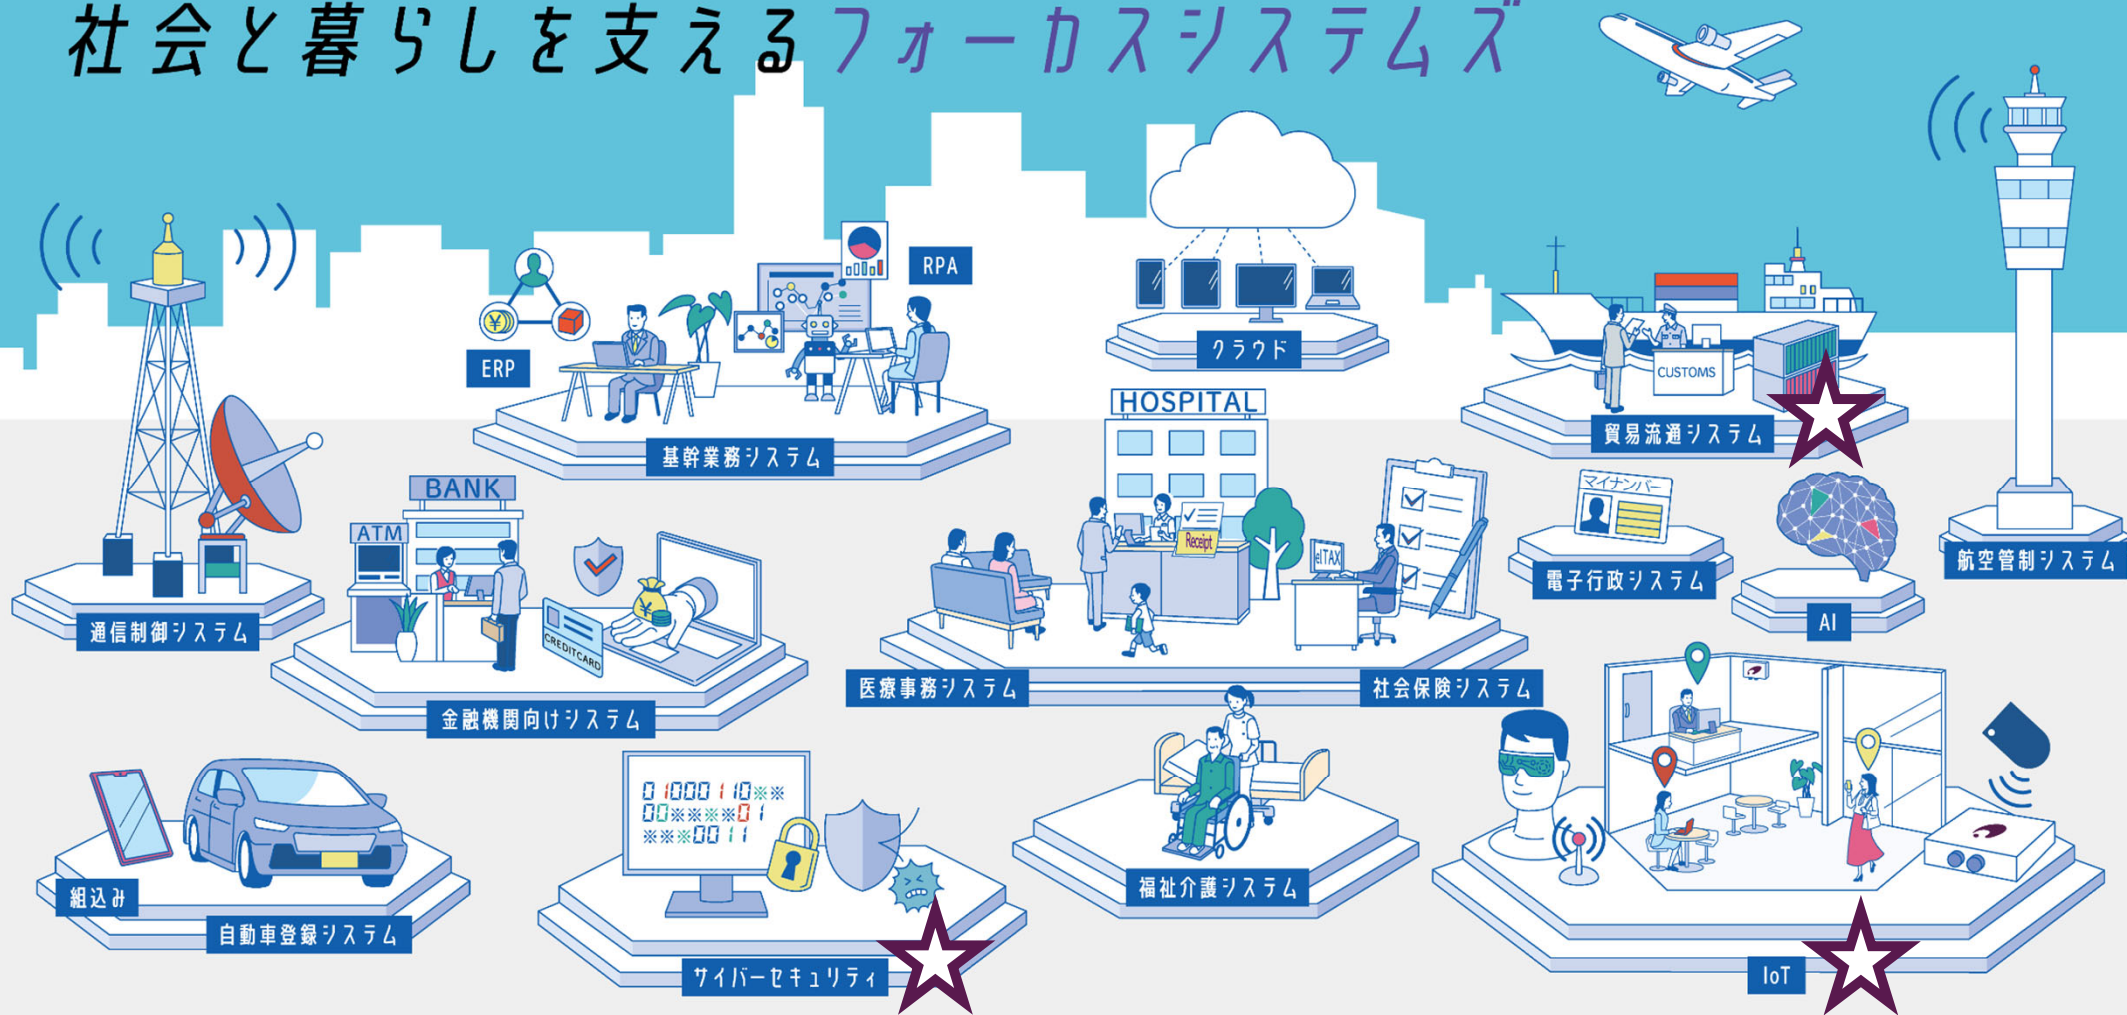 社会と暮らしを支えるフォーカスシステムズ
RPA
ERP
基幹業務システム
クラウド
CUSTOMS
貿易流通システム
HOSPITAL
Receipt
eITAX
医療事務システム
社会保険システム
マイナンバー
電子行政システム
AI
航空管制システム
通信制御システム
BANK
ATM
CREDITCARD
金融機関向けシステム
組込み
自動車登録システム
01000110※※
00※※※※01
※※※0011
サイバーセキュリティ
福祉介護システム
IoT